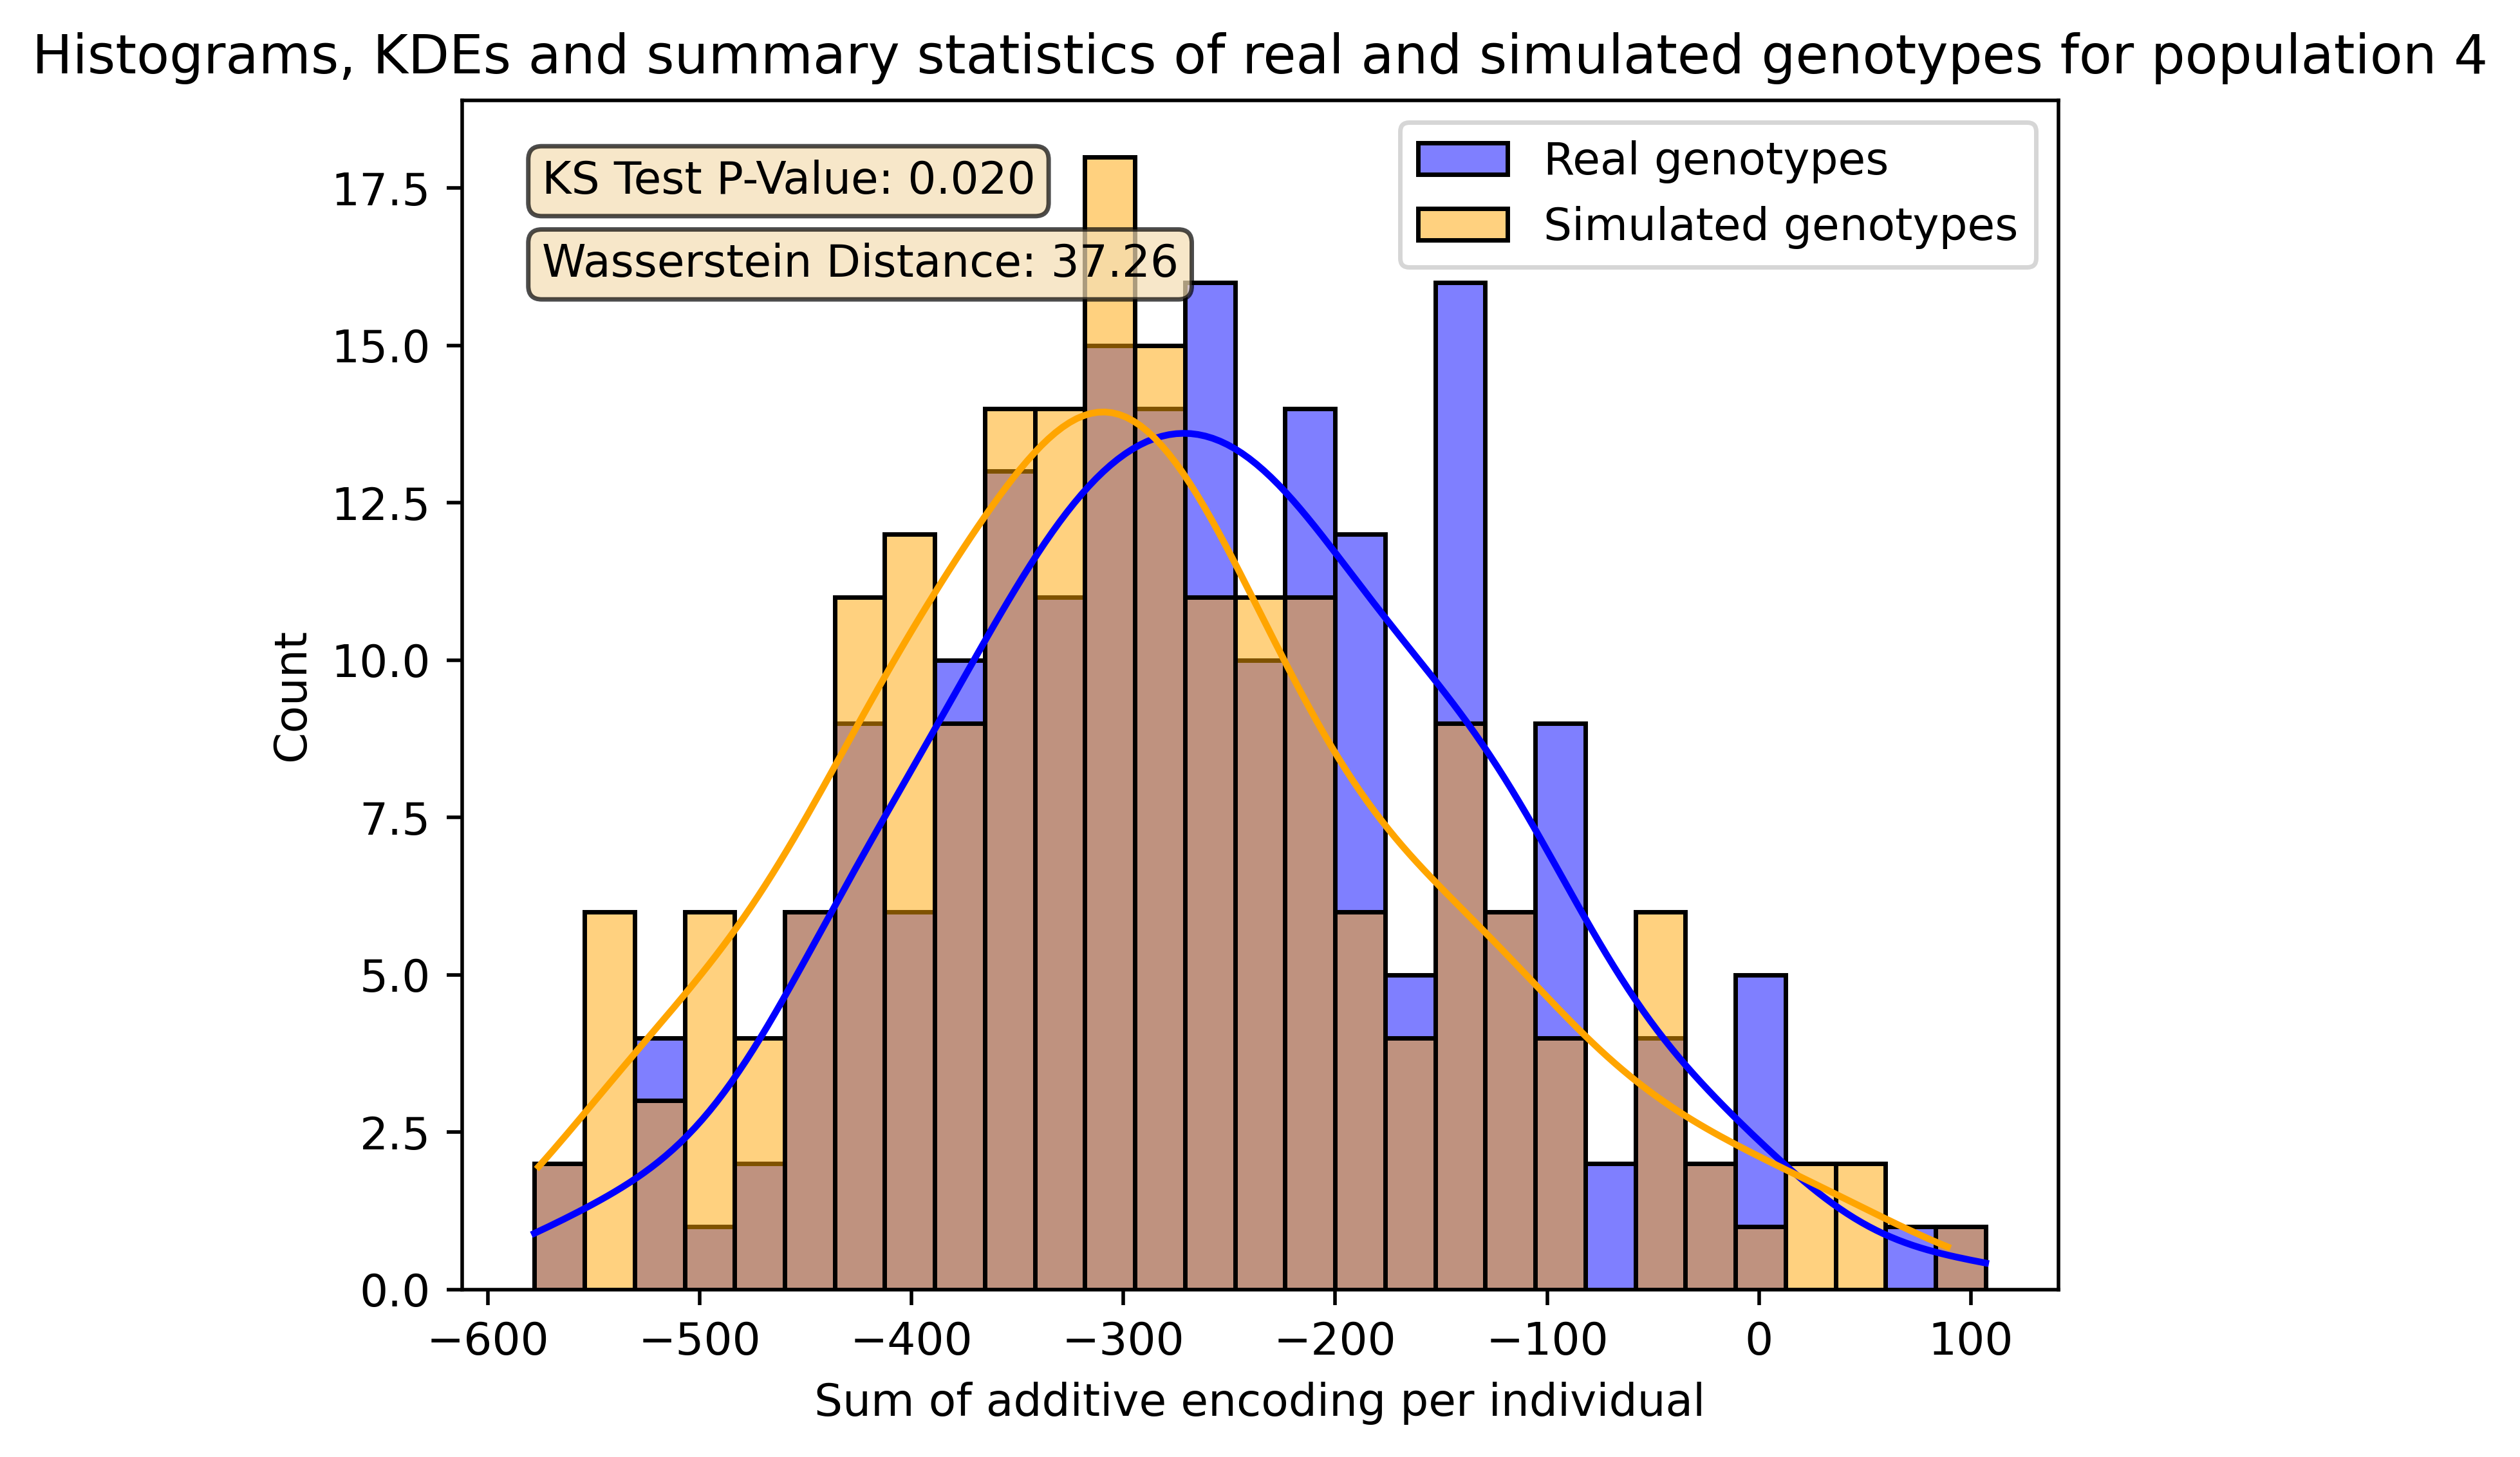 Histograms, KDEs and summary statistics of real and simulated genotypes for population 4
KS Test P-Value: 0.020
Wasserstein Distance: 37.26
Real genotypes
Simulated genotypes
17.5
15.0
12.5
10.0
7.5
5.0
2.5
0.0
Count
−600 −500 −400 −300 −200 −100 0 100
Sum of additive encoding per individual